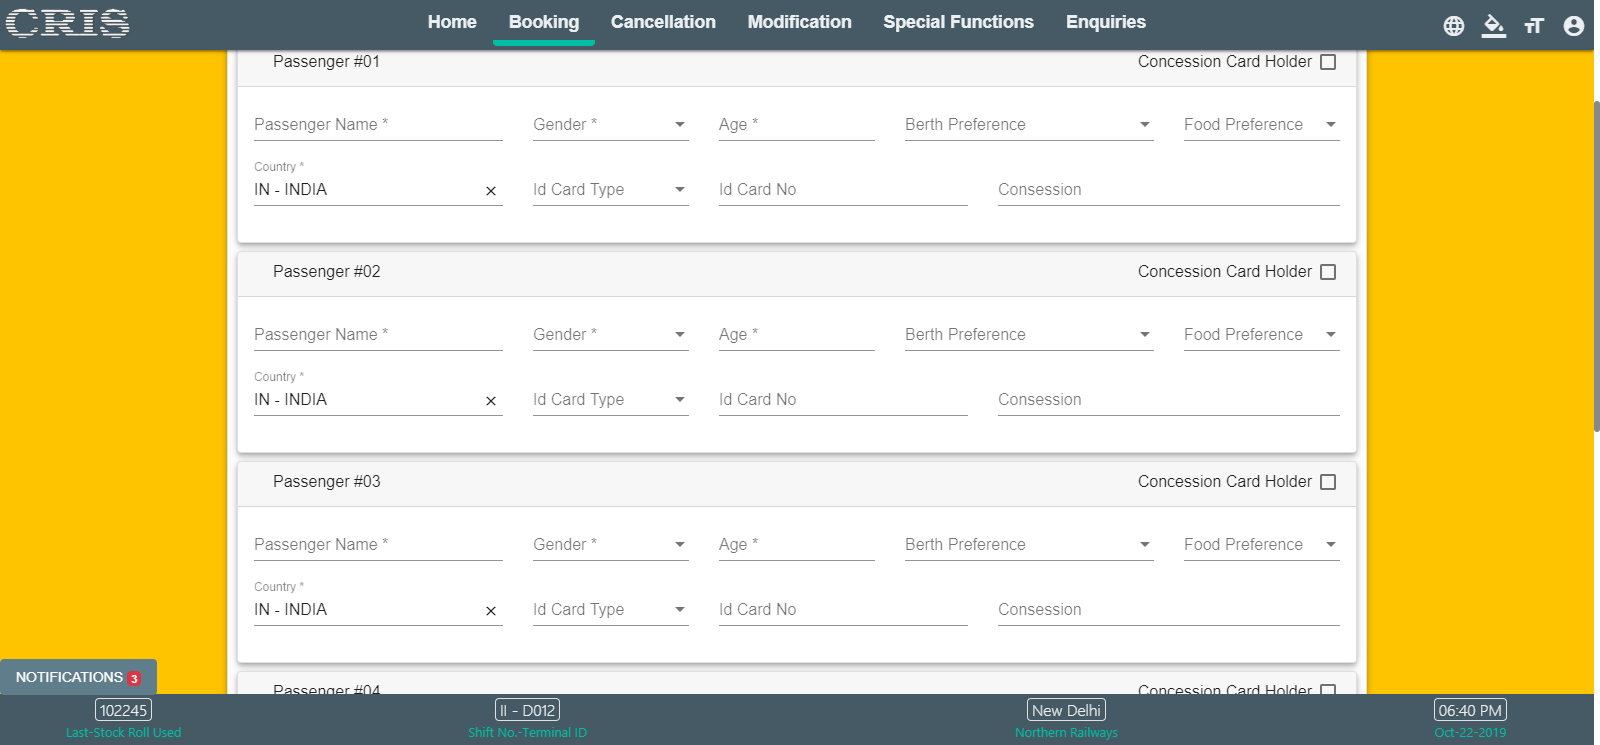 CRIS
Home Booking Cancellation Modification Special Functions Enquiries
Passenger #01 Concession Card Holder
Passenger Name * Gender * Age * Berth Preference Food Preference
Country *
IN - INDIA × Id Card Type Id Card No Consession
Passenger #02 Concession Card Holder
Passenger Name * Gender * Age * Berth Preference Food Preference
Country *
IN - INDIA × Id Card Type Id Card No Consession
Passenger #03 Concession Card Holder
Passenger Name * Gender * Age * Berth Preference Food Preference
Country *
IN - INDIA × Id Card Type Id Card No Consession
Passenger #04 Concession Card Holder
NOTIFICATIONS 3
102245 II - D012 New Delhi 06:40 PM
Last-Stock Roll Used Shift No.-Terminal ID Northern Railways Oct-22-2019